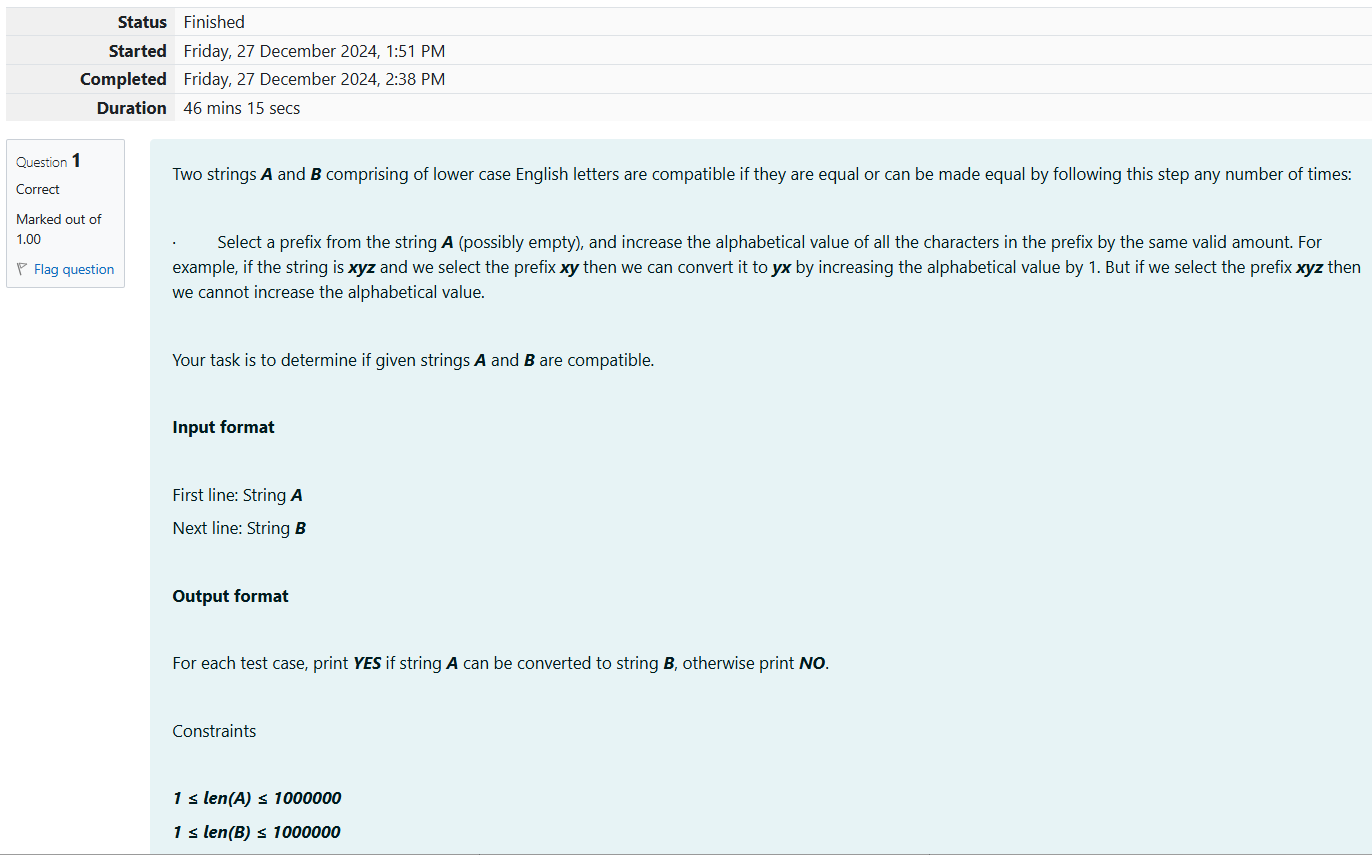 Status Finished
Started Friday, 27 December 2024, 1:51 PM
Completed Friday, 27 December 2024, 2:38 PM
Duration 46 mins 15 secs
Question 1
Correct
Marked out of
1.00
Flag question
Two strings A and B comprising of lower case English letters are compatible if they are equal or can be made equal by following this step any number of times:
· Select a prefix from the string A (possibly empty), and increase the alphabetical value of all the characters in the prefix by the same valid amount. For
example, if the string is xyz and we select the prefix xy then we can convert it to yx by increasing the alphabetical value by 1. But if we select the prefix xyz then
we cannot increase the alphabetical value.
Your task is to determine if given strings A and B are compatible.
Input format
First line: String A
Next line: String B
Output format
For each test case, print YES if string A can be converted to string B, otherwise print NO.
Constraints
1 ≤ len(A) ≤ 1000000
1 ≤ len(B) ≤ 1000000